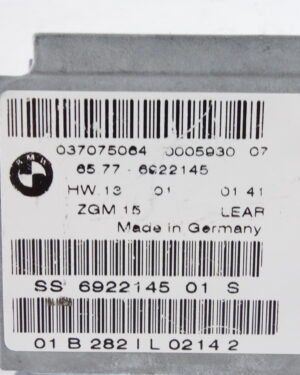 BMW
037075064 0005930 07
65 77 - 6922145
HW. 13 01 01 41
ZGM 15 LEAR
Made in Germany
SS 6922145 01 S
01 B 282 I L 0214 2